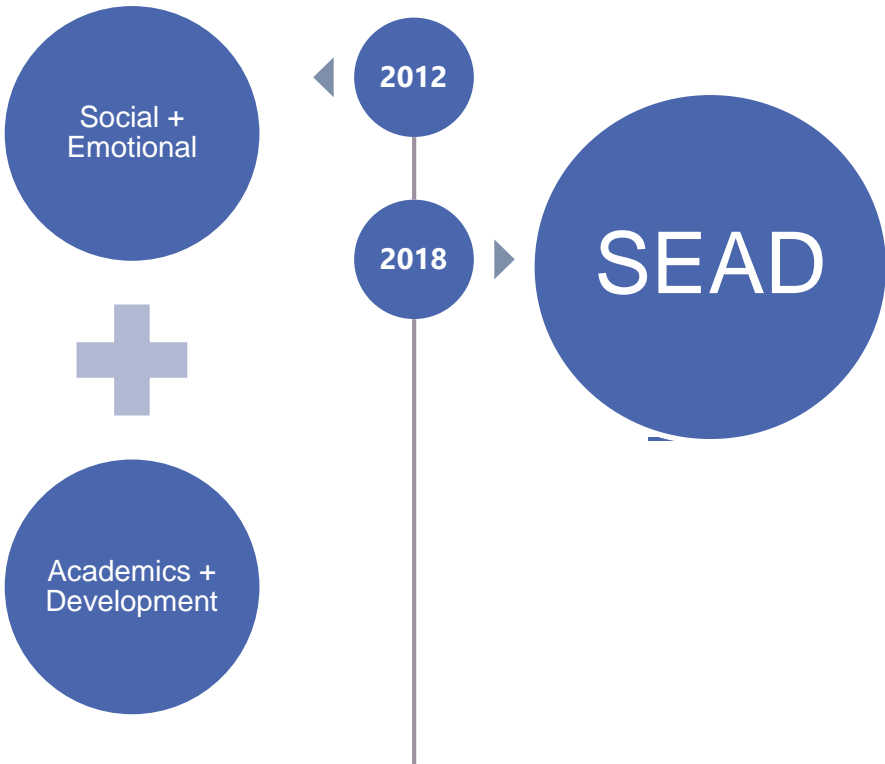 Social +
Emotional
Academics +
Development
2012
2018
SEAD